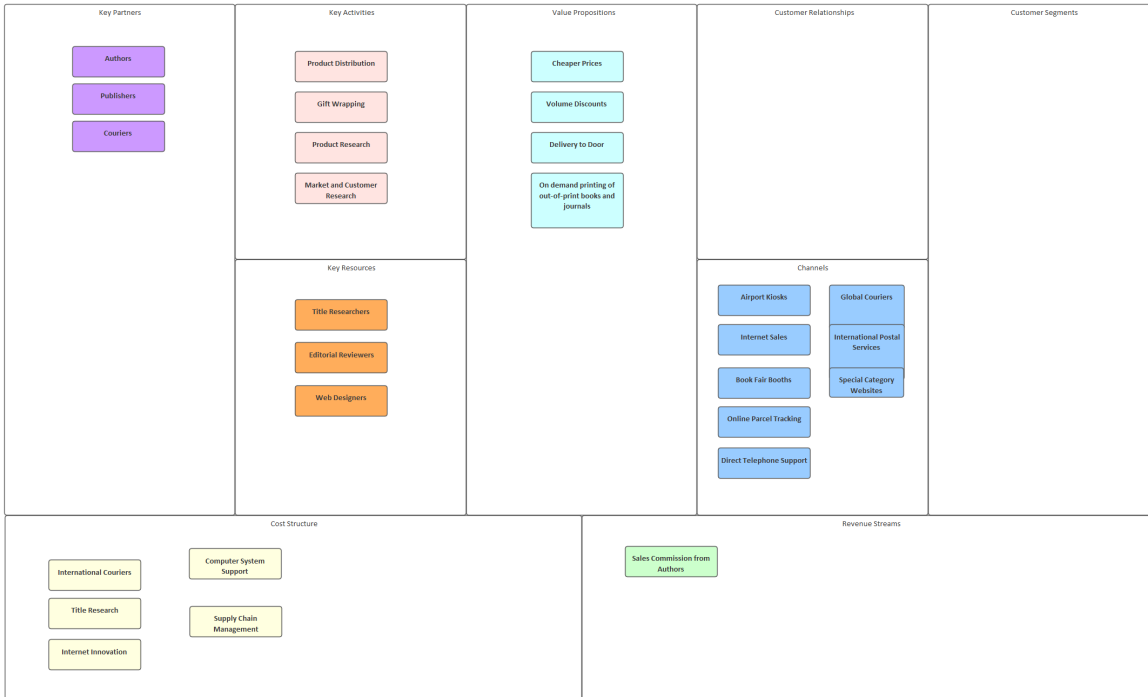 Key Partners
Authors
Publishers
Couriers
Key Activities
Product Distribution
Gift Wrapping
Product Research
Market and Customer
Research
Key Resources
Title Researchers
Editorial Reviewers
Web Designers
Value Propositions
Cheaper Prices
Volume Discounts
Delivery to Door
On demand printing of
out-of-print books and
journals
Customer Relationships
Channels
Airport Kiosks
Internet Sales
Book Fair Booths
Online Parcel Tracking
Direct Telephone Support
Global Couriers
International Postal
Services
Special Category
Websites
Customer Segments
Cost Structure
International Couriers
Title Research
Internet Innovation
Computer System
Support
Supply Chain
Management
Revenue Streams
Sales Commission from
Authors